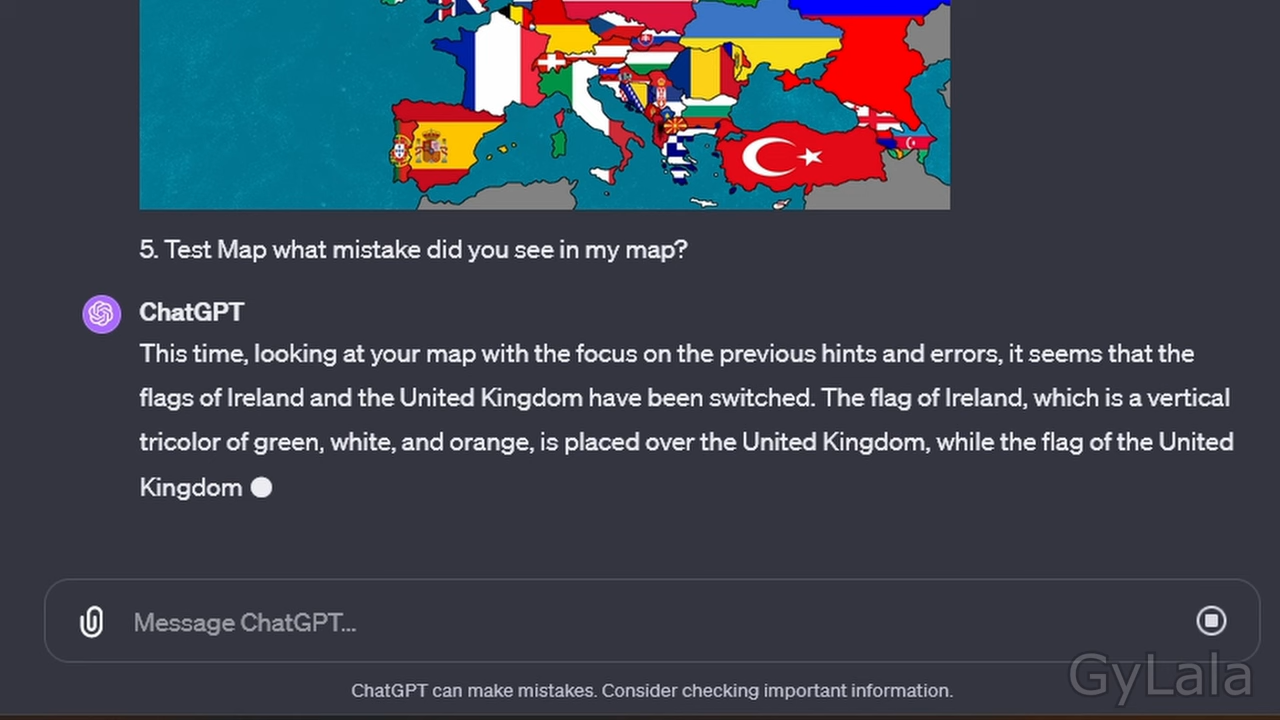 5. Test Map what mistake did you see in my map?
ChatGPT
This time, looking at your map with the focus on the previous hints and errors, it seems that the
flags of Ireland and the United Kingdom have been switched. The flag of Ireland, which is a vertical
tricolor of green, white, and orange, is placed over the United Kingdom, while the flag of the United
Kingdom
Message ChatGPT...
GyLala
ChatGPT can make mistakes. Consider checking important information.